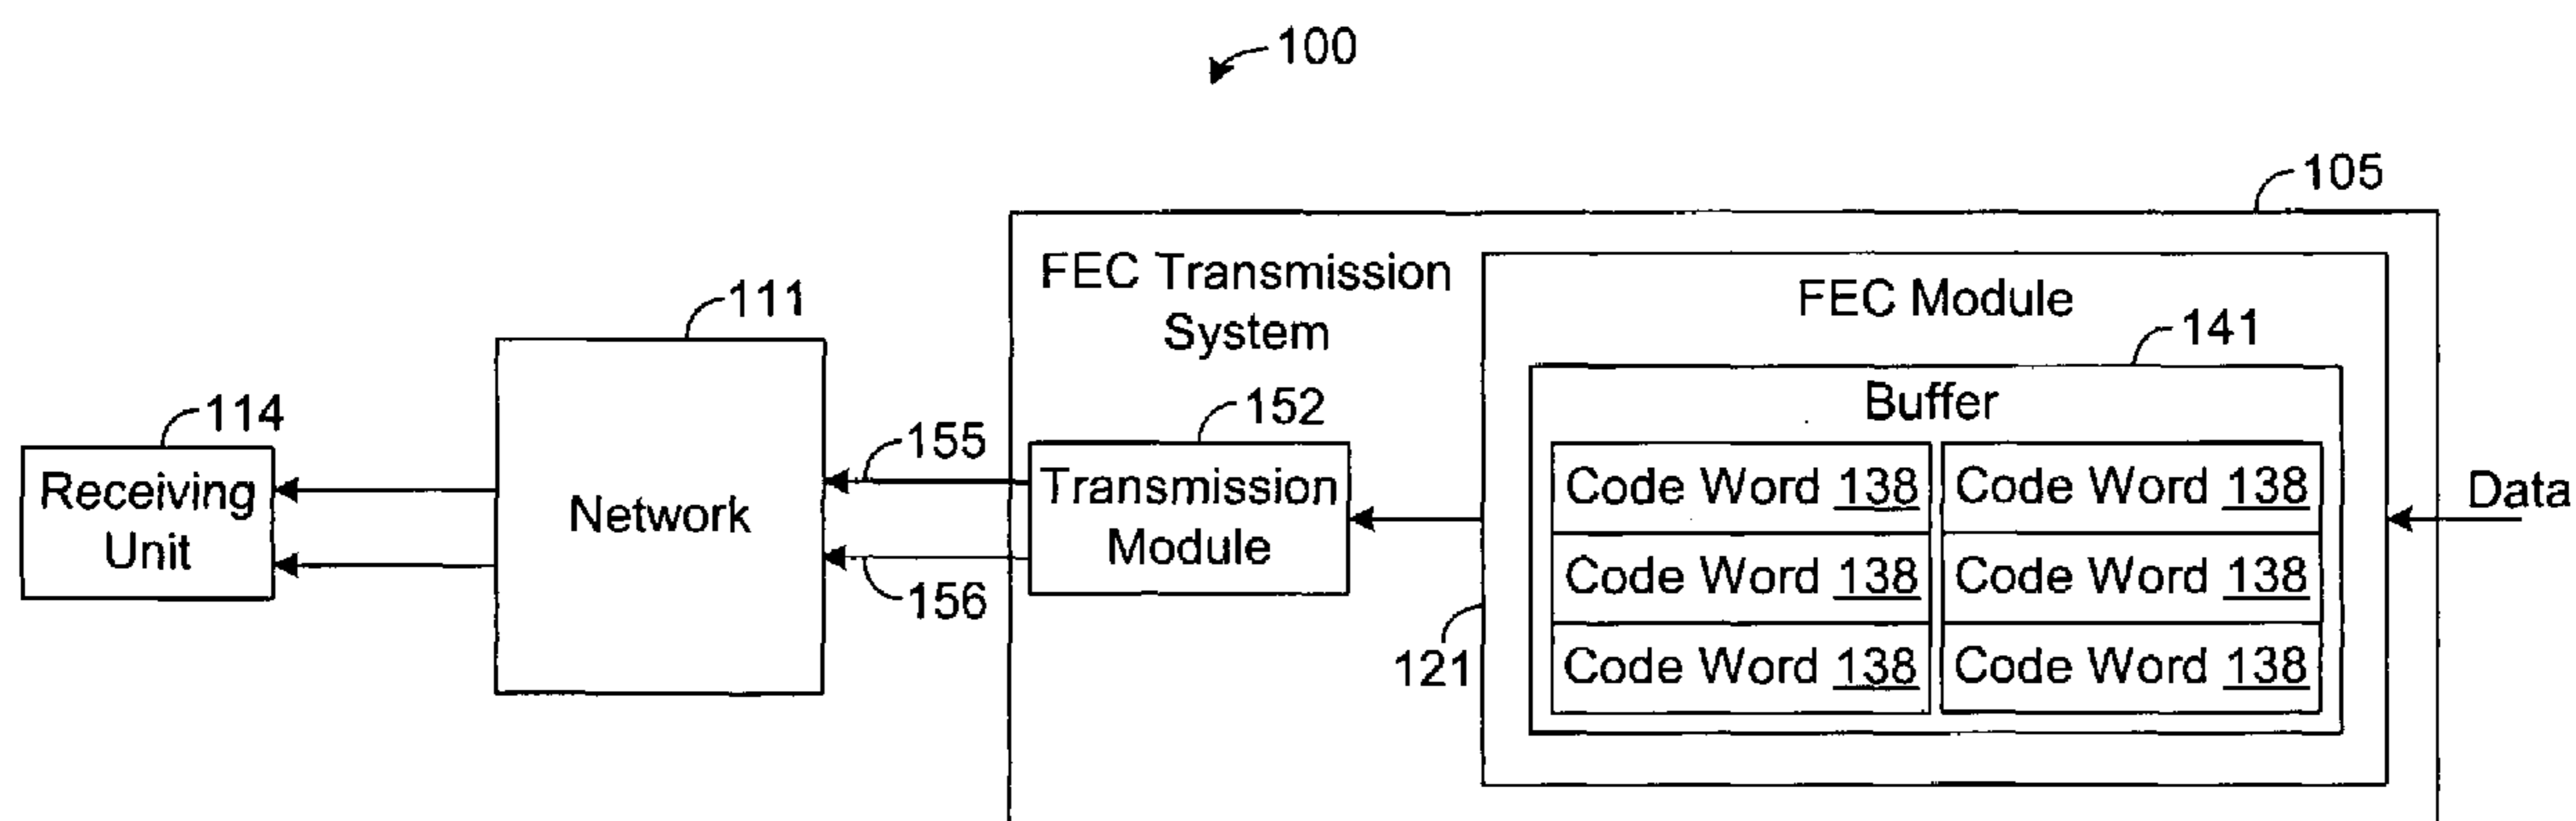 100
105
FEC Transmission
System
FEC Module
111
141
Buffer
114
152
155
Receiving
Unit
Network
Transmission
Module
Code Word 138 Code Word 138
Code Word 138 Code Word 138
Code Word 138 Code Word 138
Data
156
121